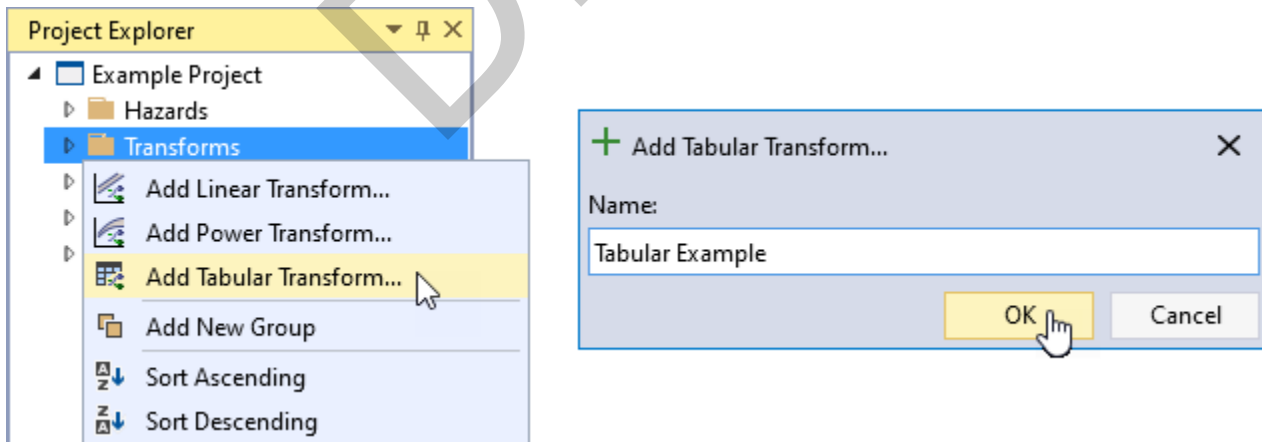 Project Explorer
Example Project
Hazards
Transforms
Add Linear Transform...
Add Power Transform...
Add Tabular Transform...
Add New Group
Sort Ascending
Sort Descending
Add Tabular Transform...
Name:
Tabular Example
OK
Cancel